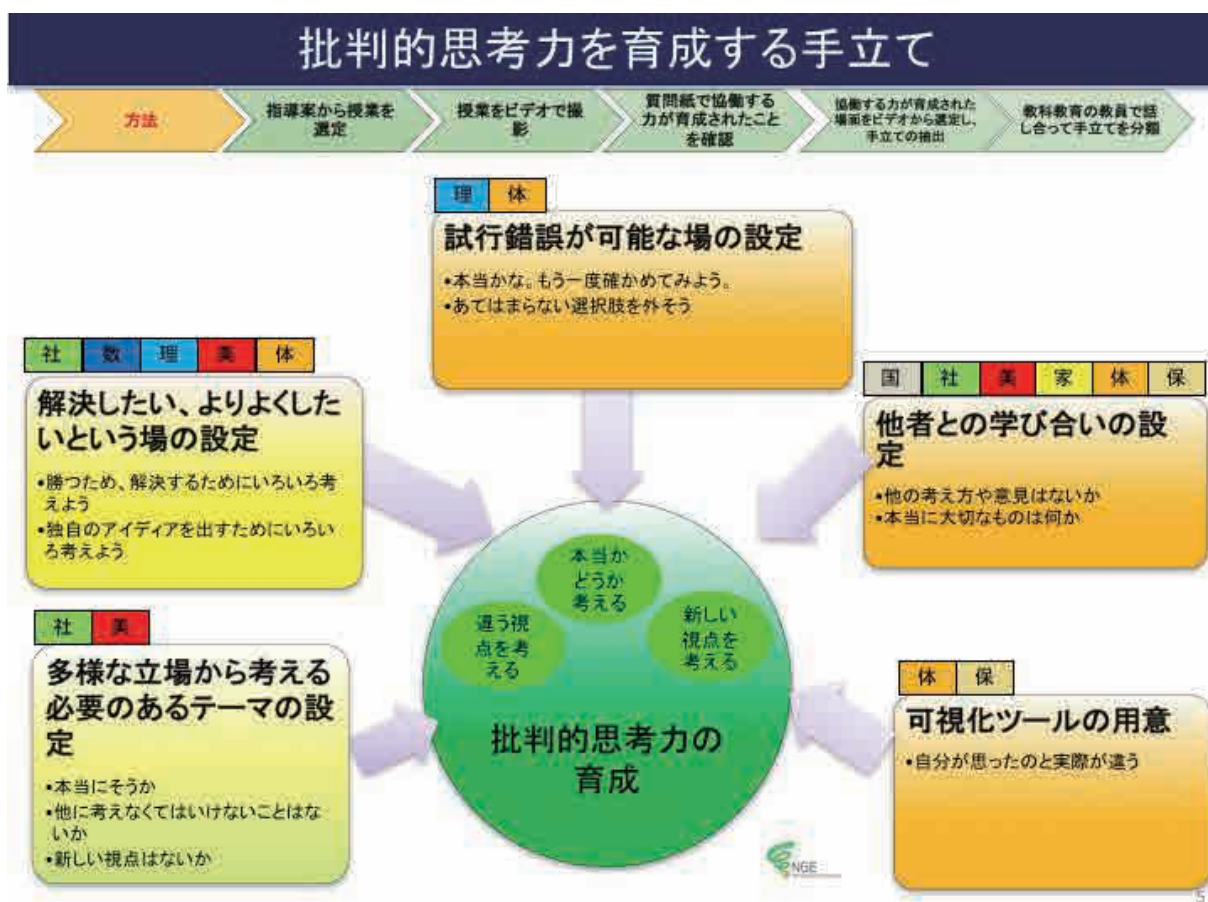 批判的思考力を育成する手立て
方法
指導案から授業を
選定
授業をビデオで撮
影
質問紙で協働する
力が育成されたこと
を確認
協働する力が育成された
場面をビデオから選定し、
手立ての抽出
教科教育の教員で話
し合って手立てを分類
理 体
試行錯誤が可能な場の設定
•本当かな。もう一度確かめてみよう。
•あてはまらない選択肢を外そう
社 数 理 美 体
解決したい、よりよくした
いという場の設定
•勝つため、解決するためにいろいろ考
えよう
•独自のアイディアを出すためにいろい
ろ考えよう
国 社 美 家 体 保
他者との学び合いの設
定
•他の考え方や意見はないか
•本当に大切なものは何か
社 美
多様な立場から考える
必要のあるテーマの設
定
•本当にそうか
•他に考えなくてはいけないことはな
いか
•新しい視点はないか
本当か
どうか
考える
違う視
点を考
える
新しい
視点を
考える
批判的思考力の
育成
体 保
可視化ツールの用意
•自分が思ったのと実際が違う
NGE
5